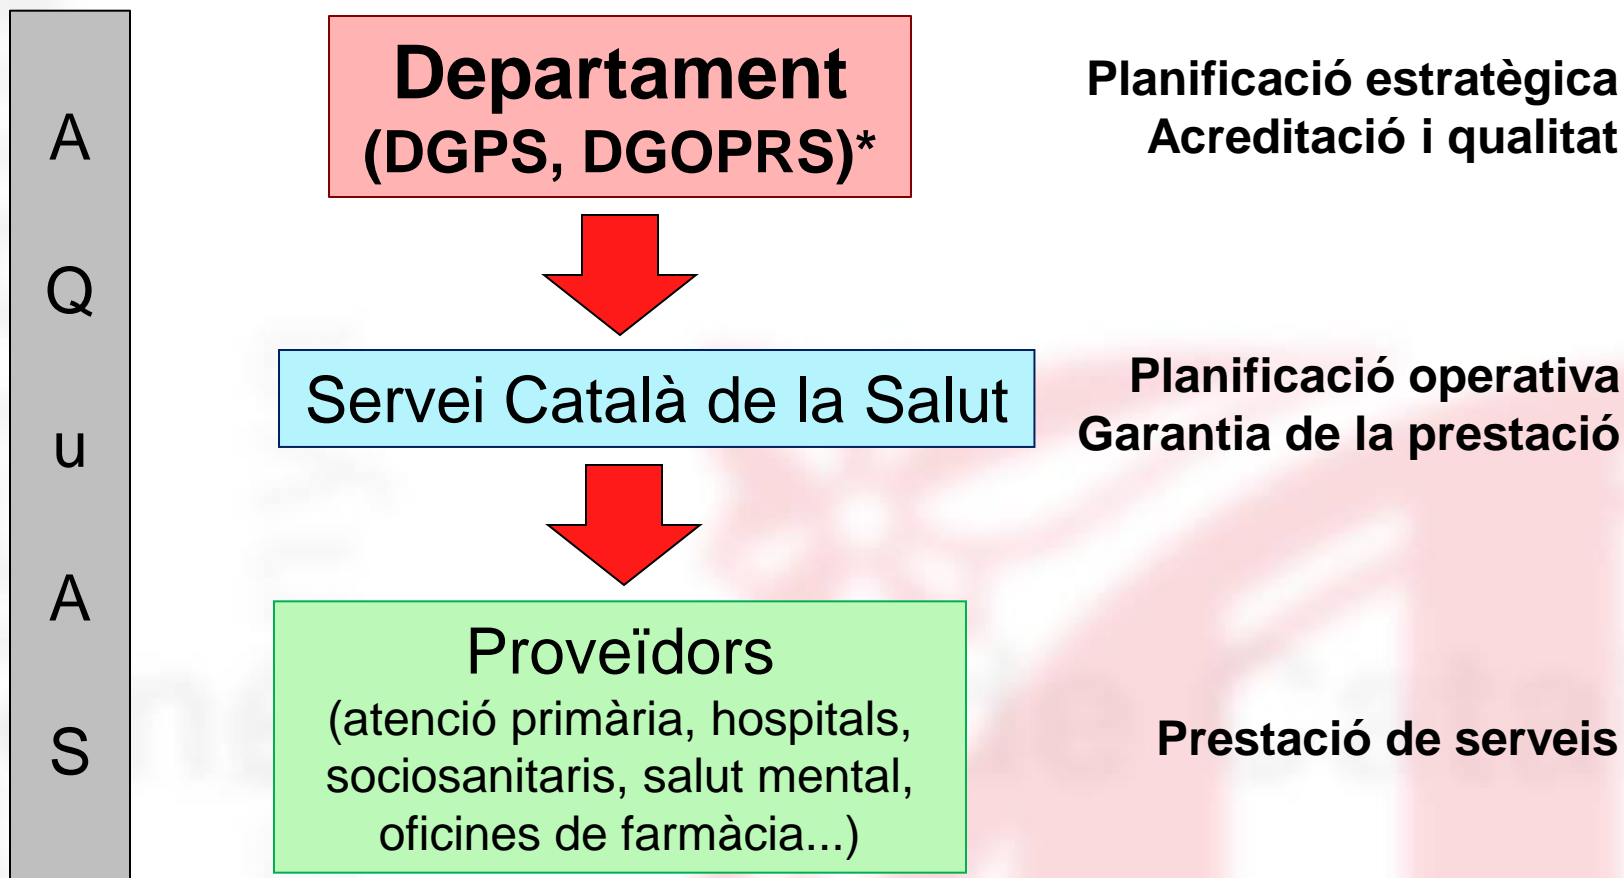 A
Q
u
A
S
Departament
(DGPS, DGOPRS)*
Planificació estratègica
Acreditació i qualitat
Servei Català de la Salut
Planificació operativa
Garantia de la prestació
Proveïdors
(atenció primària, hospitals,
sociosanitaris, salut mental,
oficines de farmàcia...)
Prestació de serveis